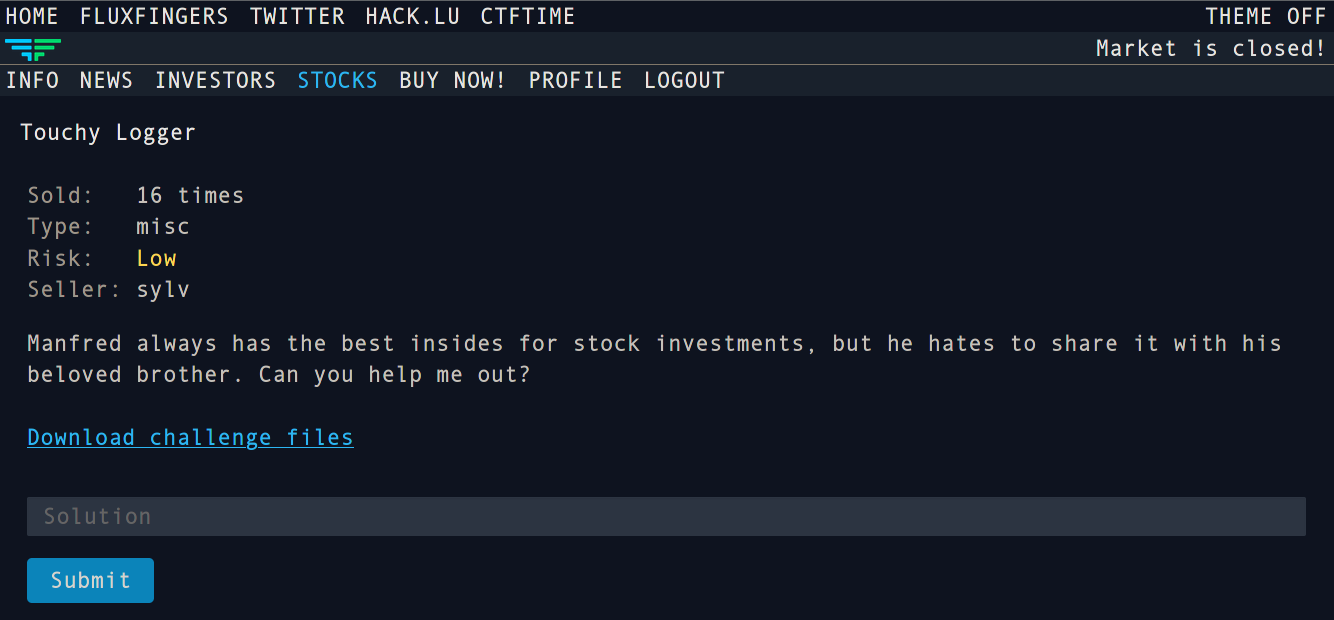 HOME FLUXFINGERS TWITTER HACK.LU CTFTIME THEME OFF
Market is closed!
INFO NEWS INVESTORS STOCKS BUY NOW! PROFILE LOGOUT
Touchy Logger
Sold: 16 times
Type: misc
Risk: Low
Seller: sylv
Manfred always has the best insides for stock investments, but he hates to share it with his
beloved brother. Can you help me out?
Download challenge files
Solution
Submit